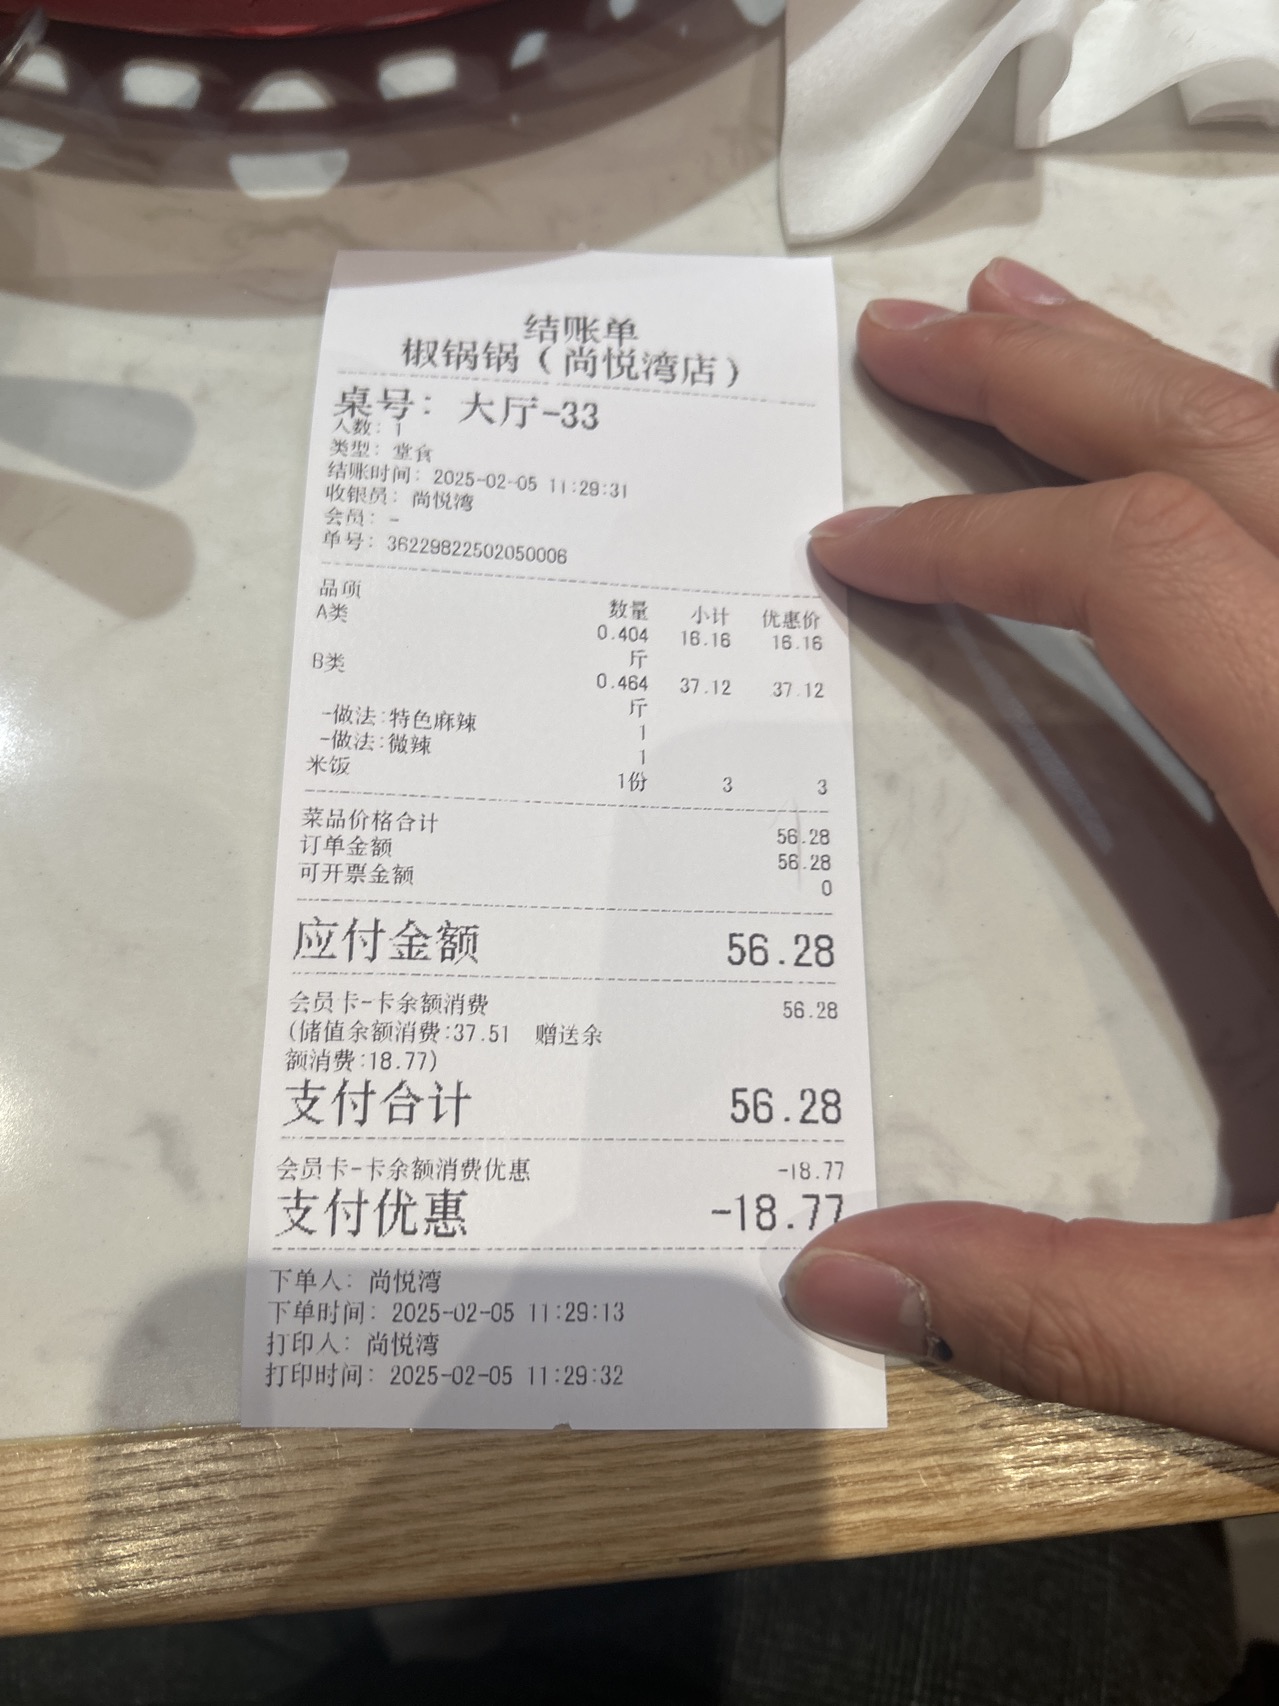 结账单
椒锅锅（尚悦湾店）
桌号：大厅-33
人数：1
类型：堂食
结账时间：2025-02-05 11:29:31
收银员：尚悦湾
会员：-
单号：36229822502050006
品项 数量 小计 优惠价
A类 0.404斤 16.16 16.16
B类 0.464斤 37.12 37.12
-做法:特色麻辣 1
-做法:微辣 1
米饭 1份 3 3
菜品价格合计 56.28
订单金额 56.28
可开票金额 0
应付金额 56.28
会员卡-卡余额消费 56.28
(储值余额消费:37.51 赠送余
额消费:18.77)
支付合计 56.28
会员卡-卡余额消费优惠 -18.77
支付优惠 -18.77
下单人：尚悦湾
下单时间：2025-02-05 11:29:13
打印人：尚悦湾
打印时间：2025-02-05 11:29:32